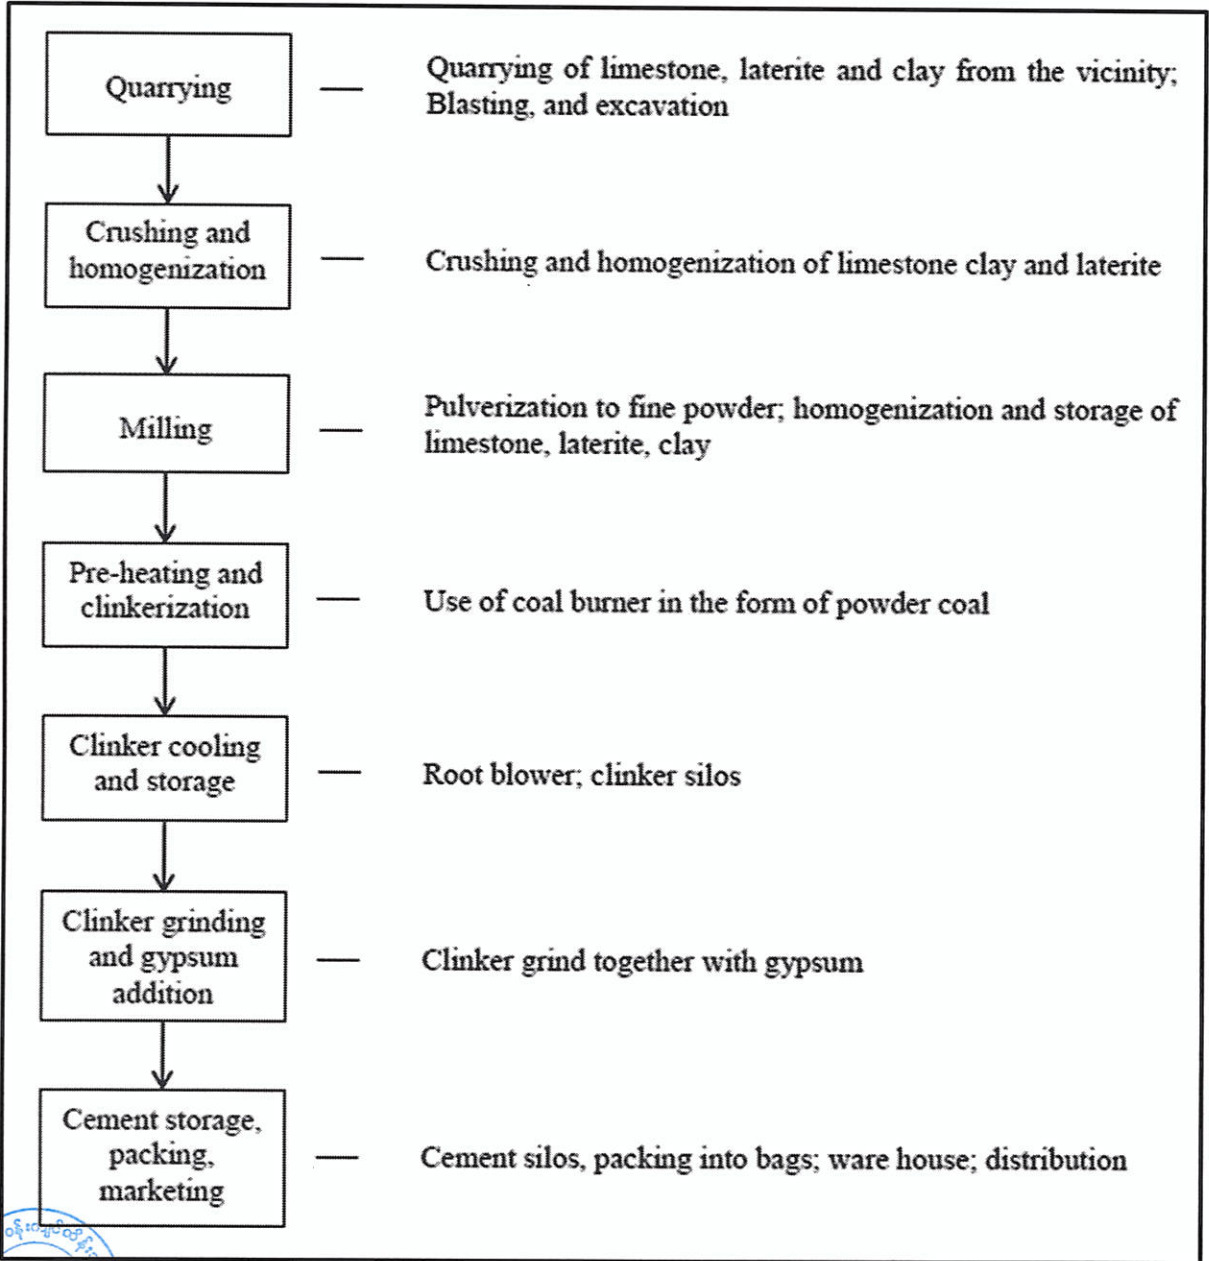 Quarrying
Quarrying of limestone, laterite and clay from the vicinity;
Blasting, and excavation
Crushing and
homogenization
Crushing and homogenization of limestone clay and laterite
Milling
Pulverization to fine powder; homogenization and storage of
limestone, laterite, clay
Pre-heating and
clinkerization
Use of coal burner in the form of powder coal
Clinker cooling
and storage
Root blower; clinker silos
Clinker grinding
and gypsum
addition
Clinker grind together with gypsum
Cement storage,
packing,
marketing
Cement silos, packing into bags; ware house; distribution